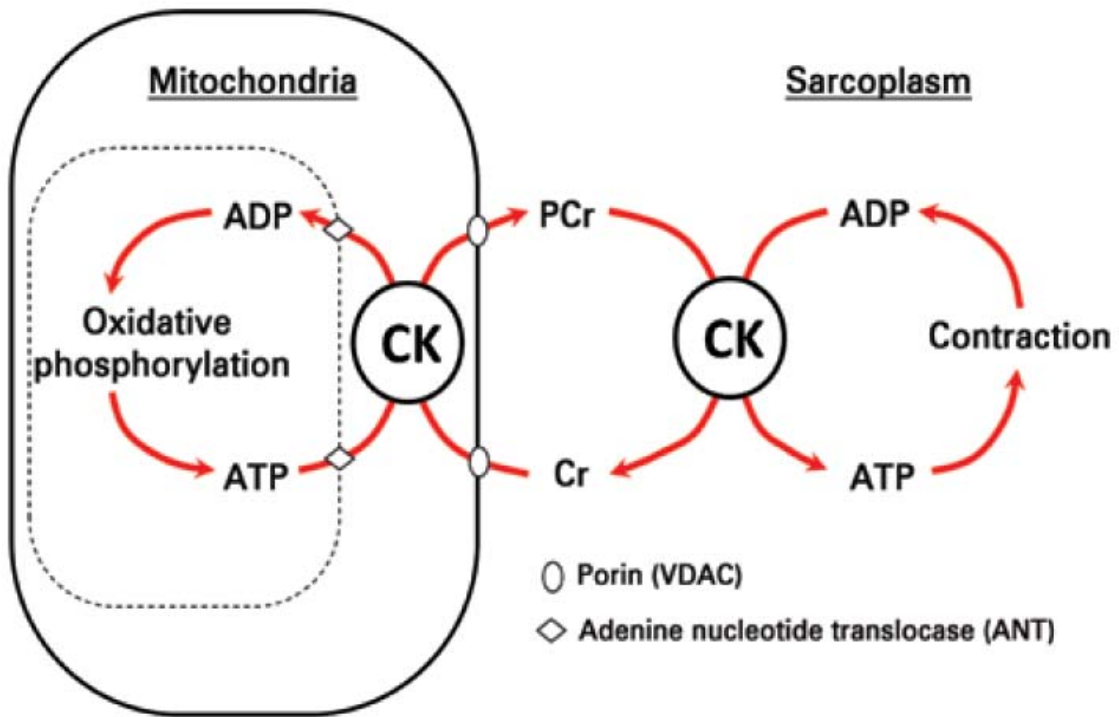 Mitochondria
Sarcoplasm
ADP
PCr
ADP
Oxidative
phosphorylation
CK
CK
Contraction
ATP
Cr
ATP
Porin (VDAC)
Adenine nucleotide translocase (ANT)